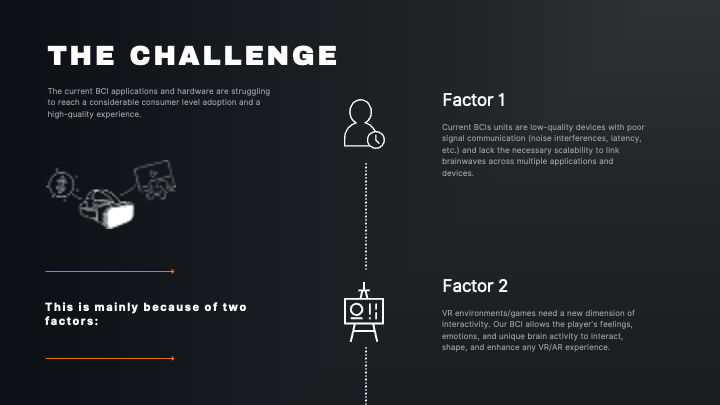 THE CHALLENGE
The current BCI applications and hardware are struggling
to reach a considerable consumer level adoption and a
high-quality experience.
This is mainly because of two
factors:
Factor 1
Current BCIs units are low-quality devices with poor
signal communication (noise interferences, latency,
etc.) and lack the necessary scalability to link
brainwaves across multiple applications and
devices.
Factor 2
VR environments/games need a new dimension of
interactivity. Our BCI allows the player's feelings,
emotions, and unique brain activity to interact,
shape, and enhance any VR/AR experience.